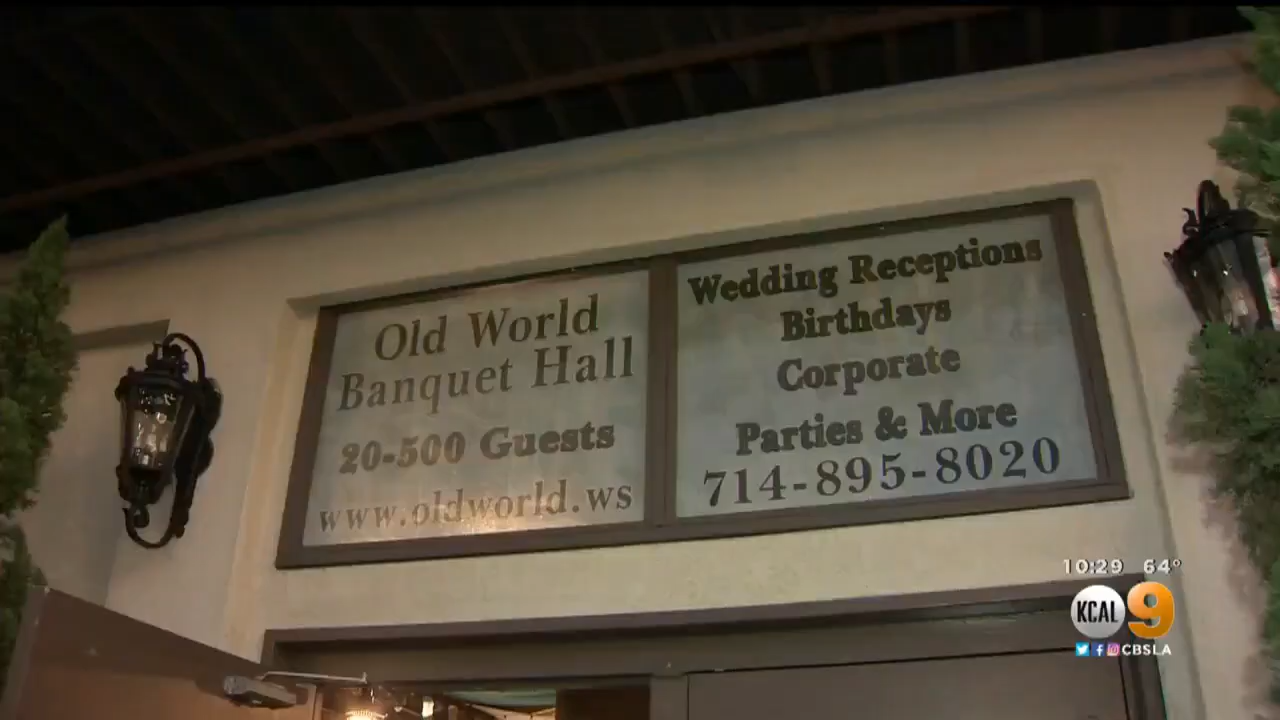 Old World
Banquet Hall
20-500 Guests
www.oldworld.ws
Wedding Receptions
Birthdays
Corporate
Parties & More
714-895-8020
10:29 64°
KCAL 9
CBSLA